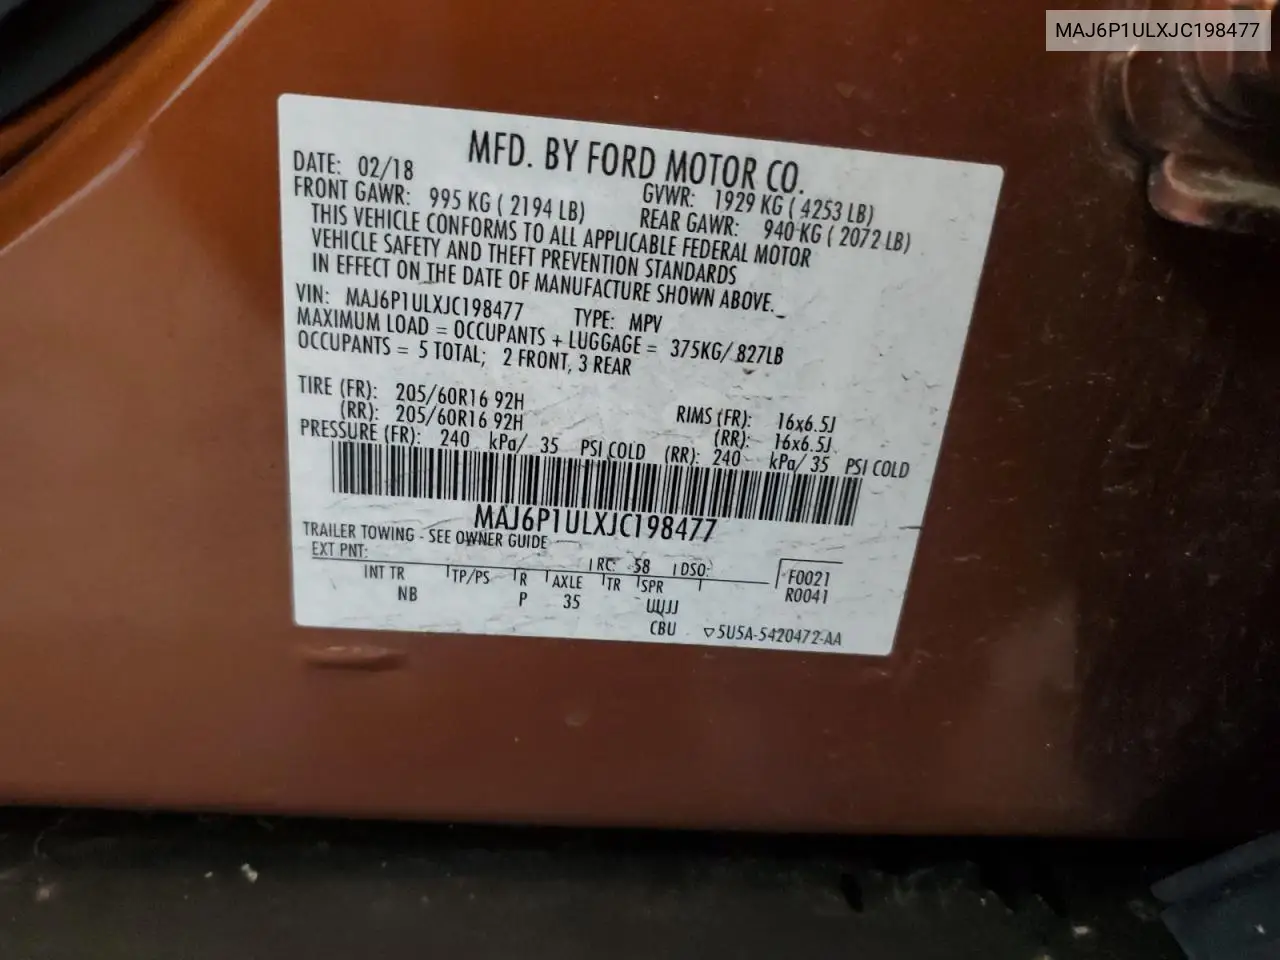 MAJ6P1ULXJC198477
MFD. BY FORD MOTOR CO.
DATE: 02/18 GVWR: 1929 KG ( 4253 LB)
FRONT GAWR: 995 KG ( 2194 LB) REAR GAWR: 940 KG ( 2072 LB)
THIS VEHICLE CONFORMS TO ALL APPLICABLE FEDERAL MOTOR
VEHICLE SAFETY AND THEFT PREVENTION STANDARDS
IN EFFECT ON THE DATE OF MANUFACTURE SHOWN ABOVE.
VIN: MAJ6P1ULXJC198477 TYPE: MPV
MAXIMUM LOAD = OCCUPANTS + LUGGAGE = 375KG/ 827LB
OCCUPANTS = 5 TOTAL; 2 FRONT, 3 REAR
TIRE (FR): 205/60R16 92H RIMS (FR): 16x6.5J
(RR): 205/60R16 92H (RR): 16x6.5J
PRESSURE (FR): 240 kPa/ 35 PSI COLD (RR): 240 kPa/ 35 PSI COLD
MAJ6P1ULXJC198477
TRAILER TOWING - SEE OWNER GUIDE
EXT PNT: RC: 58 DSO: F0021
INT TR TP/PS R AXLE TR SPR R0041
NB P 35 UUJJ
CBU ▽5U5A-5420472-AA